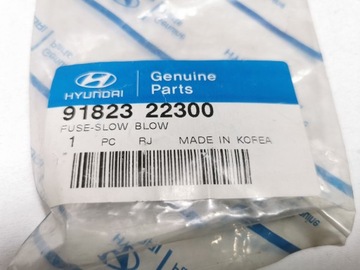 HYUNDAI
Genuine
Parts
91823 22300
FUSE-SLOW BLOW
1 PC RJ MADE IN KOREA